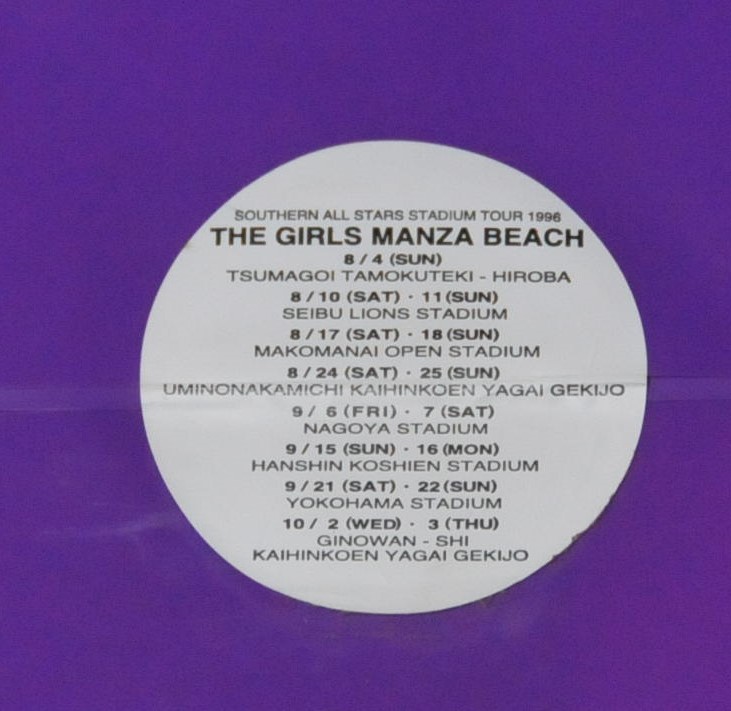 SOUTHERN ALL STARS STADIUM TOUR 1996
THE GIRLS MANZA BEACH
8 / 4 (SUN)
TSUMAGOI TAMOKUTEKI - HIROBA
8 / 10 (SAT) · 11 (SUN)
SEIBU LIONS STADIUM
8 / 17 (SAT) · 18 (SUN)
MAKOMANAI OPEN STADIUM
8 / 24 (SAT) · 25 (SUN)
UMINONAKAMICHI KAIHINKOEN YAGAI GEKIJO
9 / 6 (FRI) · 7 (SAT)
NAGOYA STADIUM
9 / 15 (SUN) · 16 (MON)
HANSHIN KOSHIEN STADIUM
9 / 21 (SAT) · 22 (SUN)
YOKOHAMA STADIUM
10 / 2 (WED) · 3 (THU)
GINOWAN - SHI
KAIHINKOEN YAGAI GEKIJO